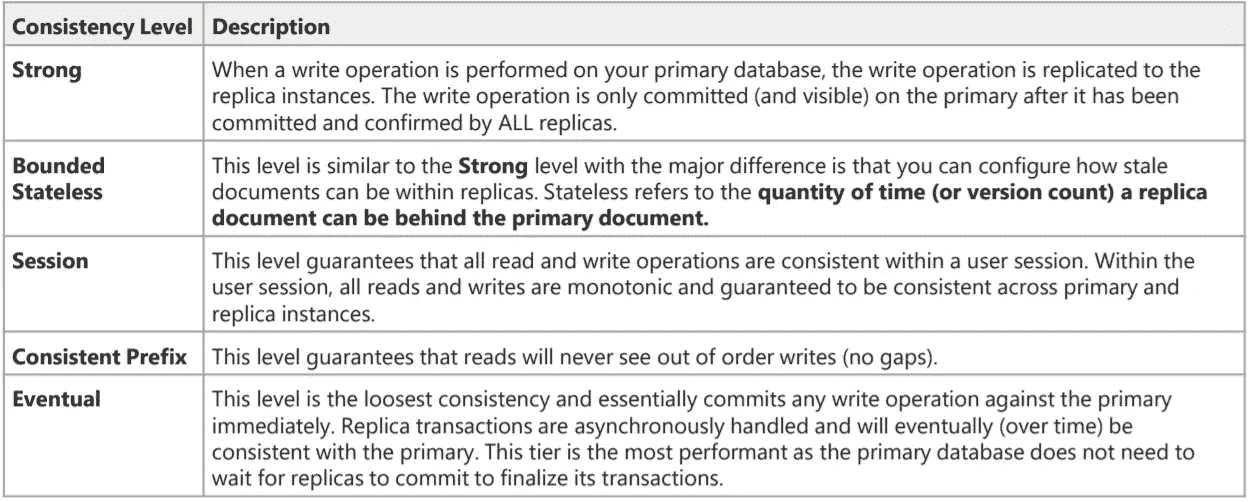 Consistency Level Description
Strong When a write operation is performed on your primary database, the write operation is replicated to the
replica instances. The write operation is only committed (and visible) on the primary after it has been
committed and confirmed by ALL replicas.
Bounded This level is similar to the Strong level with the major difference is that you can configure how stale
Stateless documents can be within replicas. Stateless refers to the quantity of time (or version count) a replica
document can be behind the primary document.
Session This level guarantees that all read and write operations are consistent within a user session. Within the
user session, all reads and writes are monotonic and guaranteed to be consistent across primary and
replica instances.
Consistent Prefix This level guarantees that reads will never see out of order writes (no gaps).
Eventual This level is the loosest consistency and essentially commits any write operation against the primary
immediately. Replica transactions are asynchronously handled and will eventually (over time) be
consistent with the primary. This tier is the most performant as the primary database does not need to
wait for replicas to commit to finalize its transactions.